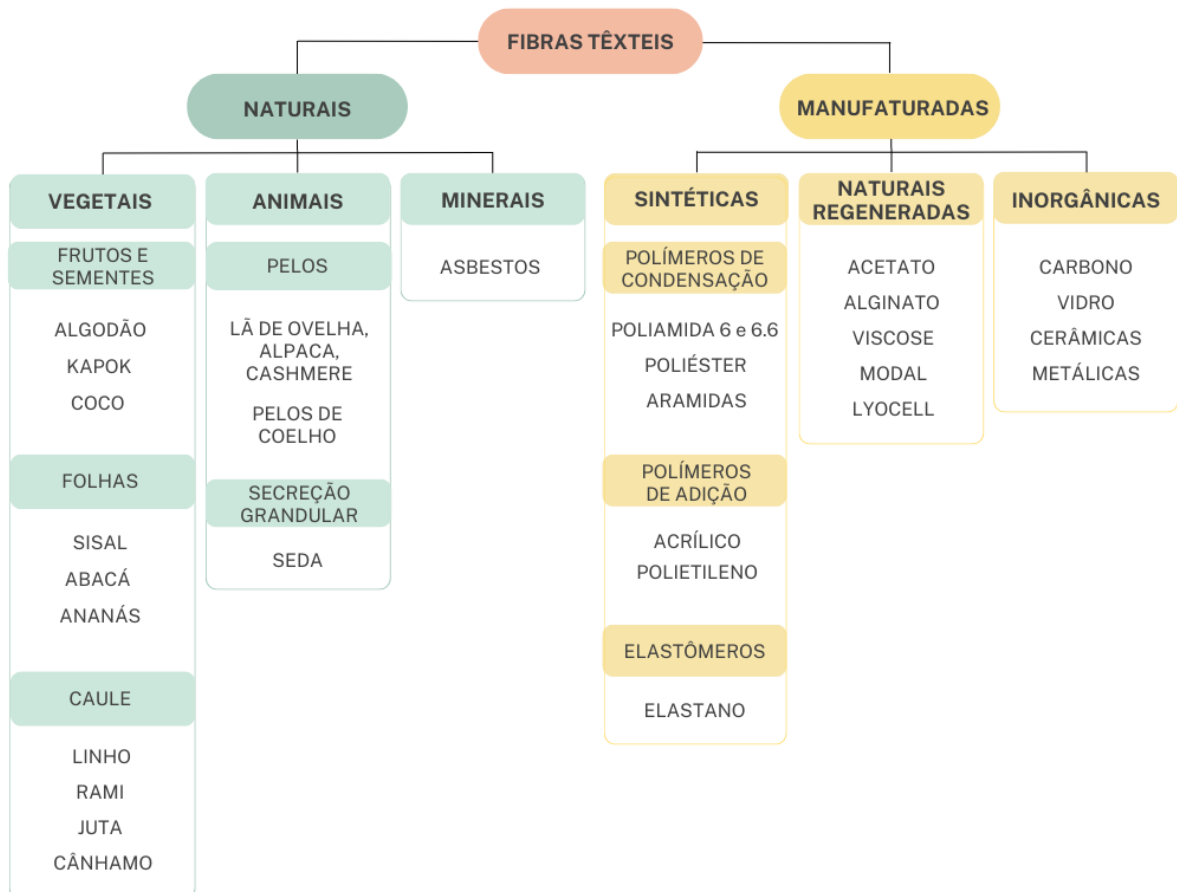 FIBRAS TÊXTEIS
NATURAIS
MANUFATURADAS
VEGETAIS
FRUTOS E
SEMENTES
ALGODÃO
KAPOK
COCO
FOLHAS
SISAL
ABACÁ
ANANÁS
CAULE
LINHO
RAMI
JUTA
CÂNHAMO
ANIMAIS
PELOS
LÃ DE OVELHA,
ALPACA,
CASHMERE
PELOS DE
COELHO
SECREÇÃO
GRANDULAR
SEDA
MINERAIS
ASBESTOS
SINTÉTICAS
POLÍMEROS DE
CONDENSAÇÃO
POLIAMIDA 6 e 6.6
POLIÉSTER
ARAMIDAS
POLÍMEROS
DE ADIÇÃO
ACRÍLICO
POLIETILENO
ELASTÔMEROS
ELASTANO
NATURAIS
REGENERADAS
ACETATO
ALGINATO
VISCOSE
MODAL
LYOCELL
INORGÂNICAS
CARBONO
VIDRO
CERÂMICAS
METÁLICAS